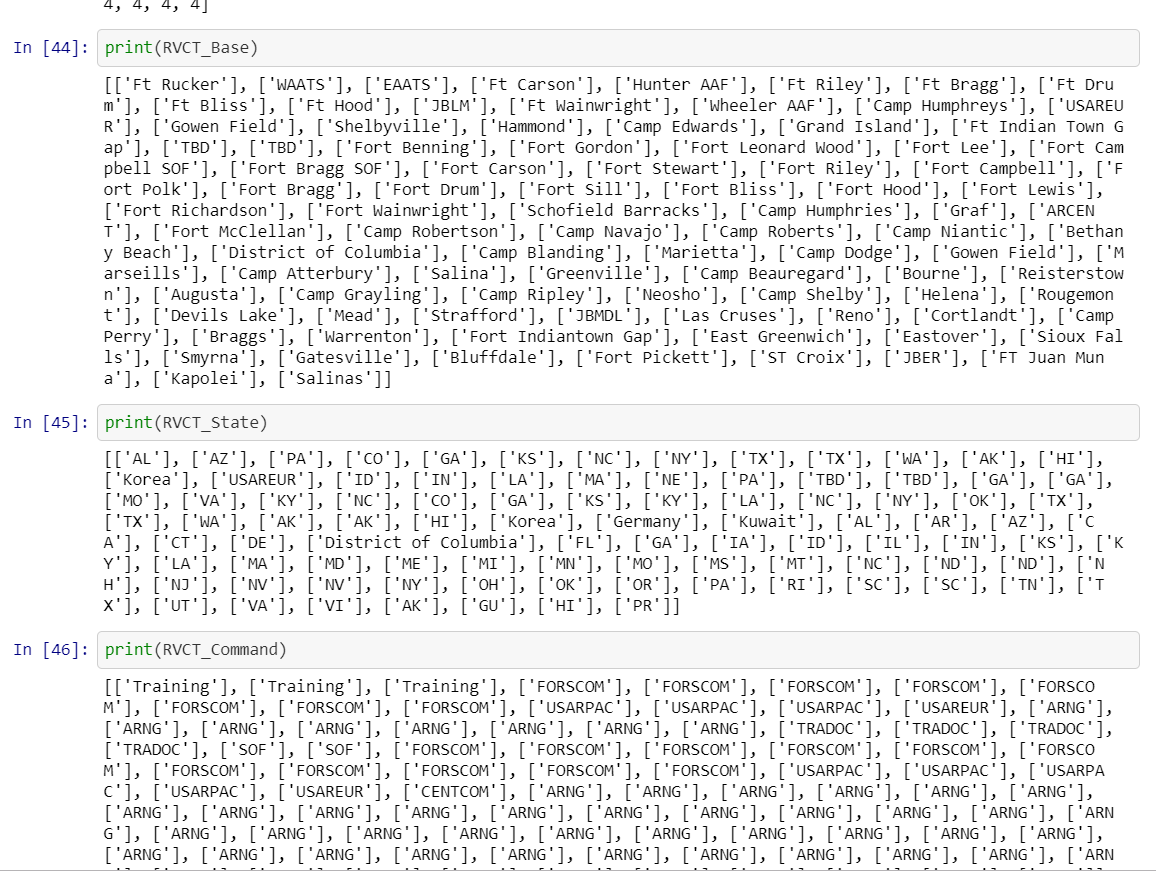 4, 4, 4, 4]
In [44]: print(RVCT_Base)
[['Ft Rucker'], ['WAATS'], ['EAATS'], ['Ft Carson'], ['Hunter AAF'], ['Ft Riley'], ['Ft Bragg'], ['Ft Dru
m'], ['Ft Bliss'], ['Ft Hood'], ['JBLM'], ['Ft Wainwright'], ['Wheeler AAF'], ['Camp Humphreys'], ['USAREU
R'], ['Gowen Field'], ['Shelbyville'], ['Hammond'], ['Camp Edwards'], ['Grand Island'], ['Ft Indian Town G
ap'], ['TBD'], ['TBD'], ['Fort Benning'], ['Fort Gordon'], ['Fort Leonard Wood'], ['Fort Lee'], ['Fort Cam
pbell SOF'], ['Fort Bragg SOF'], ['Fort Carson'], ['Fort Stewart'], ['Fort Riley'], ['Fort Campbell'], ['F
ort Polk'], ['Fort Bragg'], ['Fort Drum'], ['Fort Sill'], ['Fort Bliss'], ['Fort Hood'], ['Fort Lewis'],
['Fort Richardson'], ['Fort Wainwright'], ['Schofield Barracks'], ['Camp Humphries'], ['Graf'], ['ARCEN
T'], ['Fort McClellan'], ['Camp Robertson'], ['Camp Navajo'], ['Camp Roberts'], ['Camp Niantic'], ['Bethan
y Beach'], ['District of Columbia'], ['Camp Blanding'], ['Marietta'], ['Camp Dodge'], ['Gowen Field'], ['M
arseills'], ['Camp Atterbury'], ['Salina'], ['Greenville'], ['Camp Beauregard'], ['Bourne'], ['Reisterstow
n'], ['Augusta'], ['Camp Grayling'], ['Camp Ripley'], ['Neosho'], ['Camp Shelby'], ['Helena'], ['Rougemon
t'], ['Devils Lake'], ['Mead'], ['Strafford'], ['JBMDL'], ['Las Cruses'], ['Reno'], ['Cortlandt'], ['Camp
Perry'], ['Braggs'], ['Warrenton'], ['Fort Indiantown Gap'], ['East Greenwich'], ['Eastover'], ['Sioux Fal
ls'], ['Smyrna'], ['Gatesville'], ['Bluffdale'], ['Fort Pickett'], ['ST Croix'], ['JBER'], ['FT Juan Mun
a'], ['Kapolei'], ['Salinas']]
In [45]: print(RVCT_State)
[['AL'], ['AZ'], ['PA'], ['CO'], ['GA'], ['KS'], ['NC'], ['NY'], ['TX'], ['TX'], ['WA'], ['AK'], ['HI'],
['Korea'], ['USAREUR'], ['ID'], ['IN'], ['LA'], ['MA'], ['NE'], ['PA'], ['TBD'], ['TBD'], ['GA'], ['GA'],
['MO'], ['VA'], ['KY'], ['NC'], ['CO'], ['GA'], ['KS'], ['KY'], ['LA'], ['NC'], ['NY'], ['OK'], ['TX'],
['TX'], ['WA'], ['AK'], ['AK'], ['HI'], ['Korea'], ['Germany'], ['Kuwait'], ['AL'], ['AR'], ['AZ'], ['C
A'], ['CT'], ['DE'], ['District of Columbia'], ['FL'], ['GA'], ['IA'], ['ID'], ['IL'], ['IN'], ['KS'], ['K
Y'], ['LA'], ['MA'], ['MD'], ['ME'], ['MI'], ['MN'], ['MO'], ['MS'], ['MT'], ['NC'], ['ND'], ['ND'], ['N
H'], ['NJ'], ['NV'], ['NV'], ['NY'], ['OH'], ['OK'], ['OR'], ['PA'], ['RI'], ['SC'], ['SC'], ['TN'], ['T
X'], ['UT'], ['VA'], ['VI'], ['AK'], ['GU'], ['HI'], ['PR']]
In [46]: print(RVCT_Command)
[['Training'], ['Training'], ['Training'], ['FORSCOM'], ['FORSCOM'], ['FORSCOM'], ['FORSCOM'], ['FORSCO
M'], ['FORSCOM'], ['FORSCOM'], ['FORSCOM'], ['USARPAC'], ['USARPAC'], ['USARPAC'], ['USAREUR'], ['ARNG'],
['ARNG'], ['ARNG'], ['ARNG'], ['ARNG'], ['ARNG'], ['ARNG'], ['ARNG'], ['TRADOC'], ['TRADOC'], ['TRADOC'],
['TRADOC'], ['SOF'], ['SOF'], ['FORSCOM'], ['FORSCOM'], ['FORSCOM'], ['FORSCOM'], ['FORSCOM'], ['FORSCO
M'], ['FORSCOM'], ['FORSCOM'], ['FORSCOM'], ['FORSCOM'], ['FORSCOM'], ['USARPAC'], ['USARPAC'], ['USARPA
C'], ['USARPAC'], ['USAREUR'], ['CENTCOM'], ['ARNG'], ['ARNG'], ['ARNG'], ['ARNG'], ['ARNG'], ['ARNG'],
['ARNG'], ['ARNG'], ['ARNG'], ['ARNG'], ['ARNG'], ['ARNG'], ['ARNG'], ['ARNG'], ['ARNG'], ['ARNG'], ['ARN
G'], ['ARNG'], ['ARNG'], ['ARNG'], ['ARNG'], ['ARNG'], ['ARNG'], ['ARNG'], ['ARNG'], ['ARNG'], ['ARNG'],
['ARNG'], ['ARNG'], ['ARNG'], ['ARNG'], ['ARNG'], ['ARNG'], ['ARNG'], ['ARNG'], ['ARNG'], ['ARNG'], ['ARN